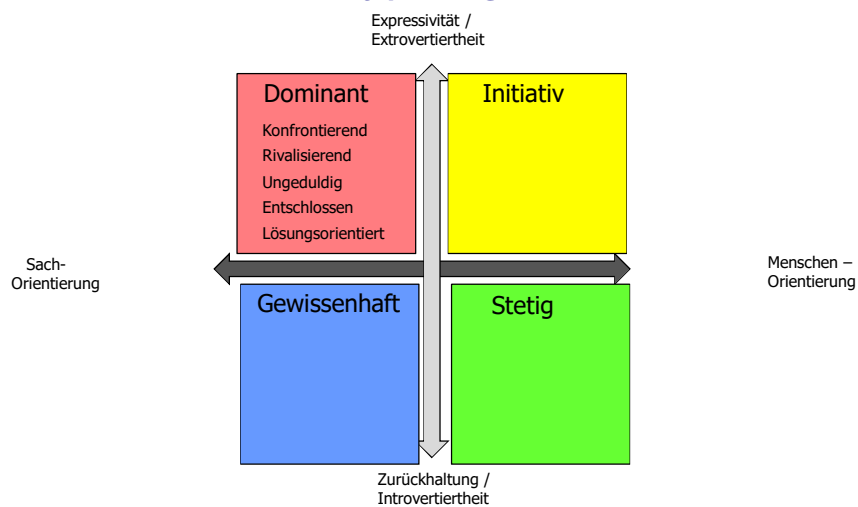 Expressivität /
Extrovertiertheit
Dominant
Konfrontierend
Rivalisierend
Ungeduldig
Entschlossen
Lösungsorientiert
Initiativ
Sach-
Orientierung
Menschen –
Orientierung
Gewissenhaft
Stetig
Zurückhaltung /
Introvertiertheit